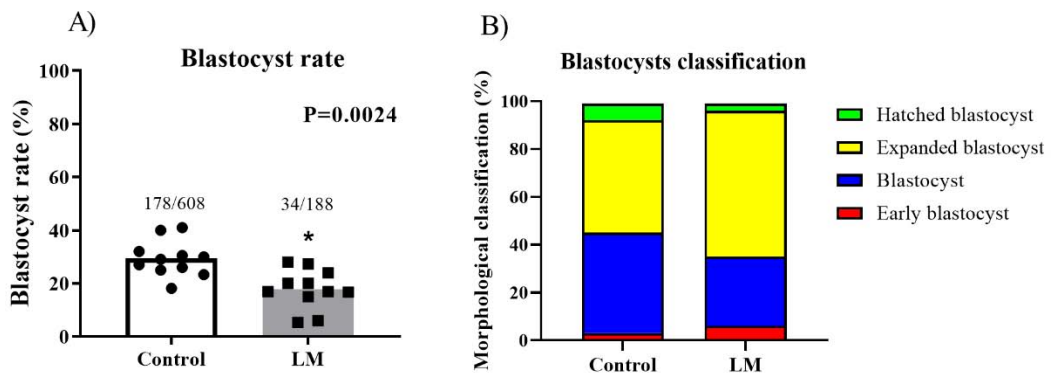 A)
Blastocyst rate
Blastocyst rate (%)
100
80
60
40
20
0
P=0.0024
178/608
34/188
*
Control
LM
B)
Blastocysts classification
Morphological classification (%)
100
80
60
40
20
0
Control
LM
Hatched blastocyst
Expanded blastocyst
Blastocyst
Early blastocyst